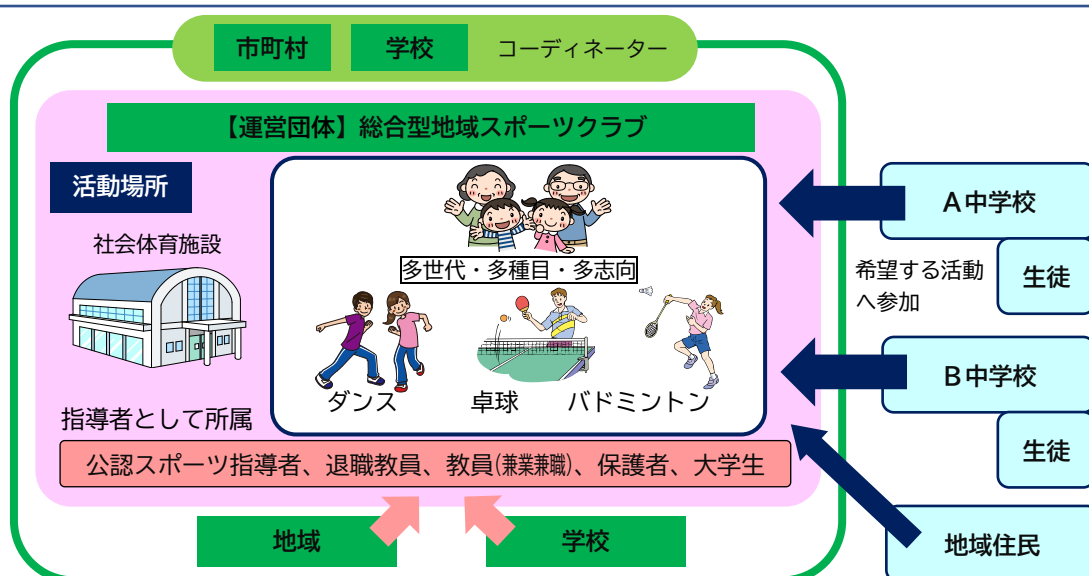 市町村 学校 コーディネーター
【運営団体】総合型地域スポーツクラブ
活動場所
社会体育施設
多世代・多種目・多志向
ダンス 卓球 バドミントン
指導者として所属
公認スポーツ指導者、退職教員、教員(兼業兼職)、保護者、大学生
地域 学校
A中学校
生徒
希望する活動
へ参加
B中学校
生徒
地域住民